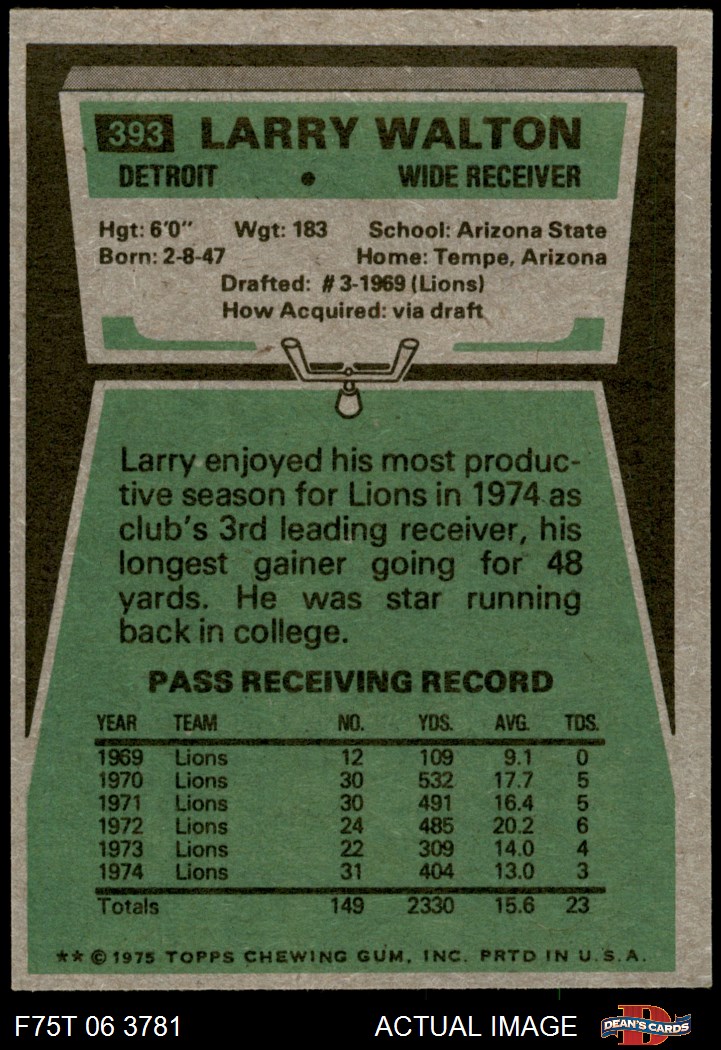 393 LARRY WALTON
DETROIT • WIDE RECEIVER
Hgt: 6'0" Wgt: 183 School: Arizona State
Born: 2-8-47 Home: Tempe, Arizona
Drafted: #3-1969 (Lions)
How Acquired: via draft
Larry enjoyed his most produc-
tive season for Lions in 1974 as
club's 3rd leading receiver, his
longest gainer going for 48
yards. He was star running
back in college.
PASS RECEIVING RECORD
YEAR TEAM NO. YDS. AVG. TDS.
1969 Lions 12 109 9.1 0
1970 Lions 30 532 17.7 5
1971 Lions 30 491 16.4 5
1972 Lions 24 485 20.2 6
1973 Lions 22 309 14.0 4
1974 Lions 31 404 13.0 3
Totals 149 2330 15.6 23
** © 1975 TOPPS CHEWING GUM, INC. PRTD IN U.S.A.
F75T 06 3781 ACTUAL IMAGE D DEAN'S CARDS